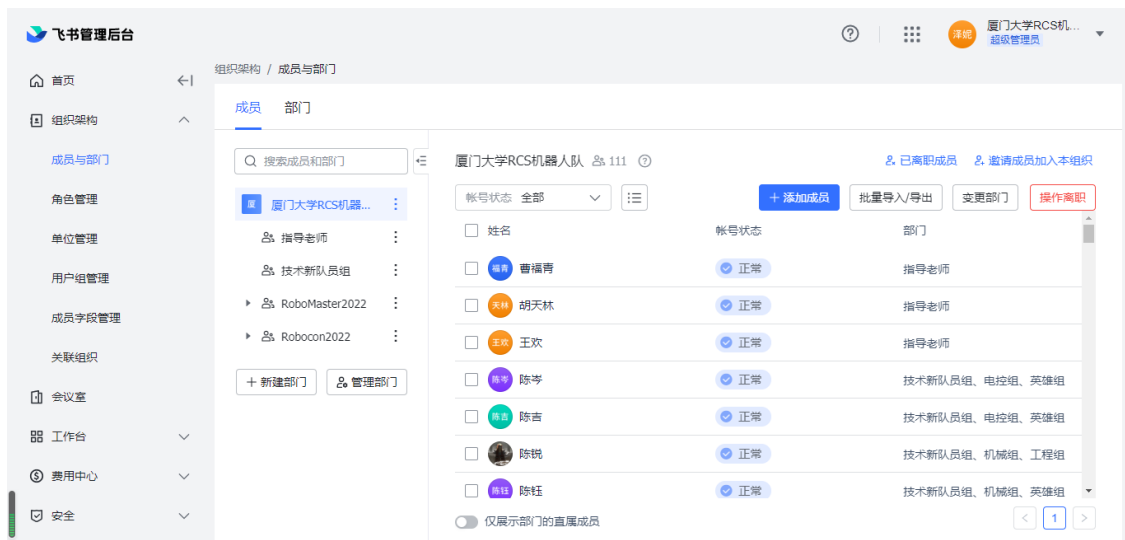 飞书管理后台
泽妮
厦门大学RCS机...
超级管理员
首页
组织架构
成员与部门
角色管理
单位管理
用户组管理
成员字段管理
关联组织
会议室
工作台
费用中心
安全
组织架构 / 成员与部门
成员 部门
搜索成员和部门
厦 厦门大学RCS机器...
指导老师
技术新队员组
RoboMaster2022
Robocon2022
+ 新建部门 管理部门
厦门大学RCS机器人队 111
已离职成员 邀请成员加入本组织
帐号状态 全部
+ 添加成员 批量导入/导出 变更部门 操作离职
姓名 帐号状态 部门
福青 曹福青 正常 指导老师
天林 胡天林 正常 指导老师
王欢 王欢 正常 指导老师
陈岑 陈岑 正常 技术新队员组、电控组、英雄组
陈吉 陈吉 正常 技术新队员组、电控组、英雄组
陈锐 正常 技术新队员组、机械组、工程组
陈钰 陈钰 正常 技术新队员组、机械组、英雄组
仅展示部门的直属成员
< 1 >